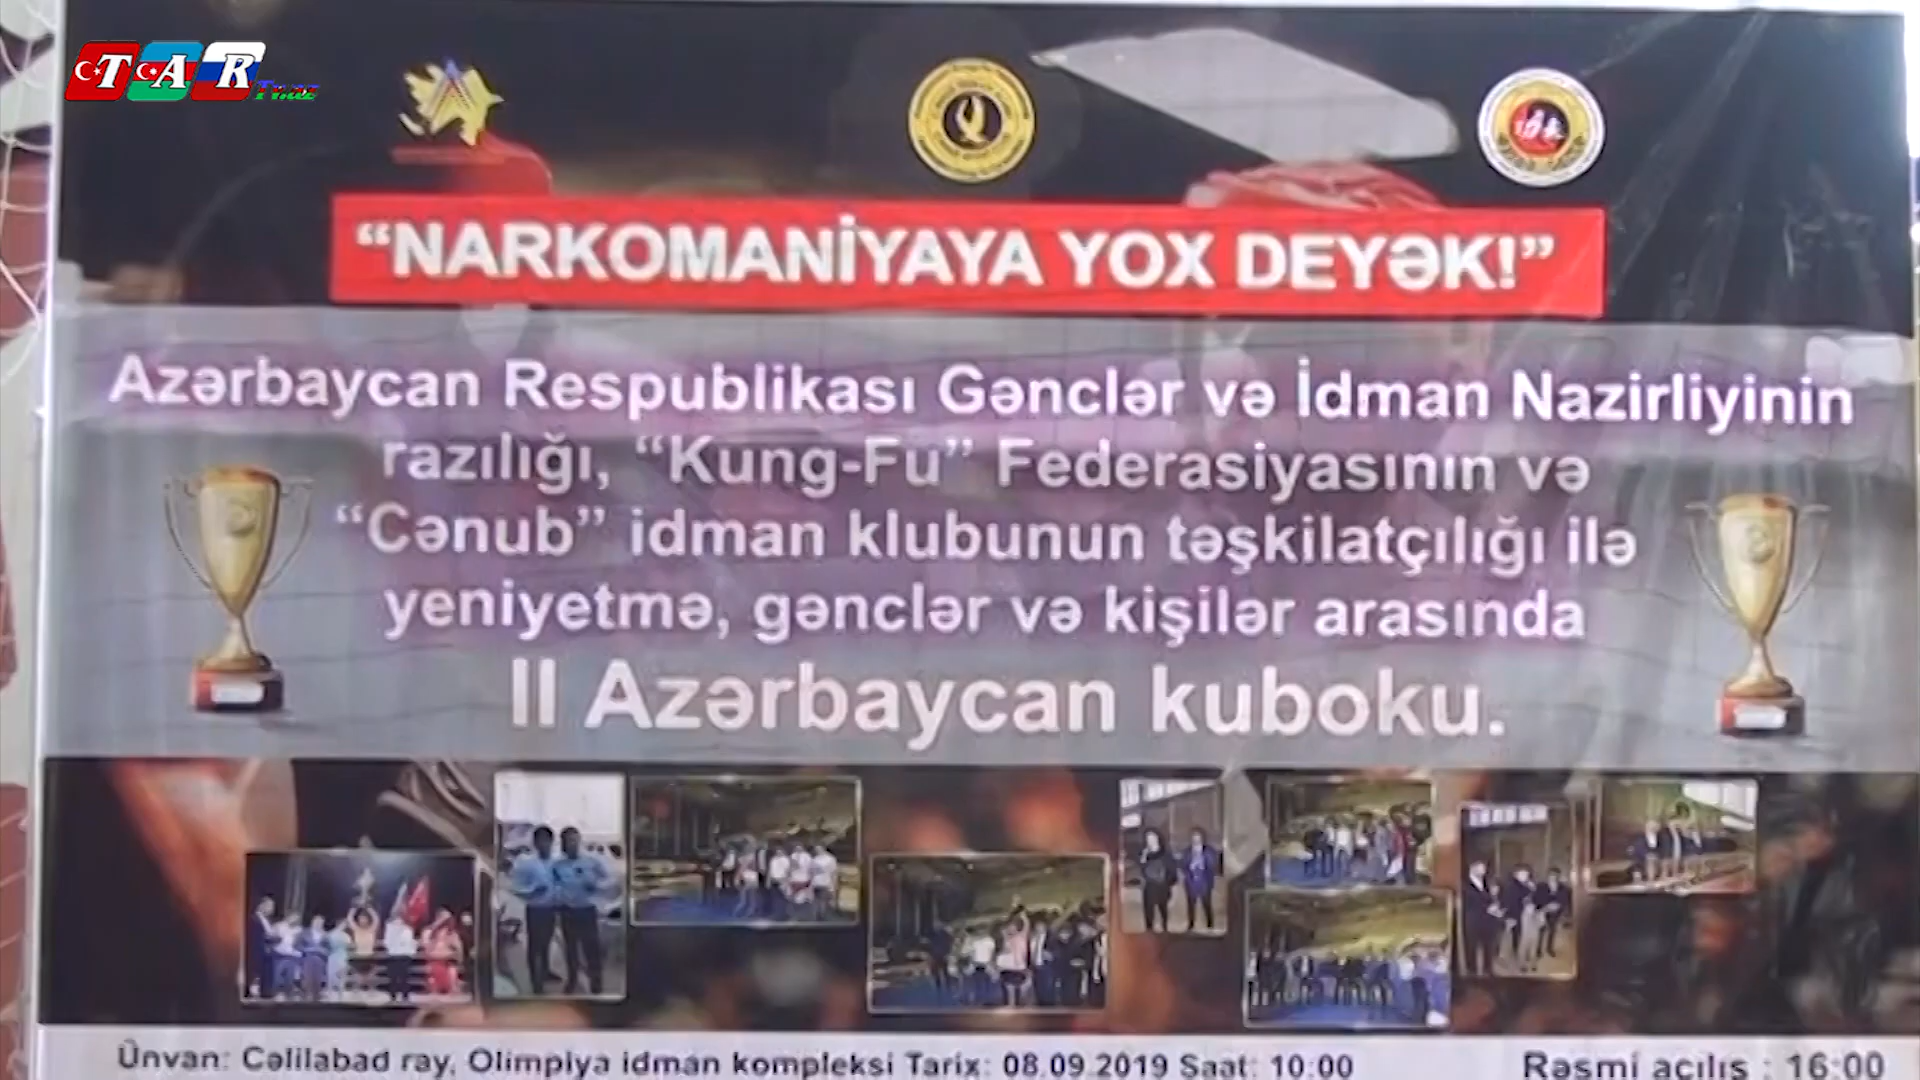 TAR
TV.az
“NARKOMANİYAYA YOX DEYƏK!”
Azərbaycan Respublikası Gənclər və İdman Nazirliyinin
razılığı, “Kung-Fu” Federasiyasının və
“Cənub” idman klubunun təşkilatçılığı ilə
yeniyetmə, gənclər və kişilər arasında
II Azərbaycan kuboku.
Ünvan: Cəlilabad ray, Olimpiya idman kompleksi Tarix: 08.09.2019 Saat: 10:00 Rəsmi açılış : 16:00